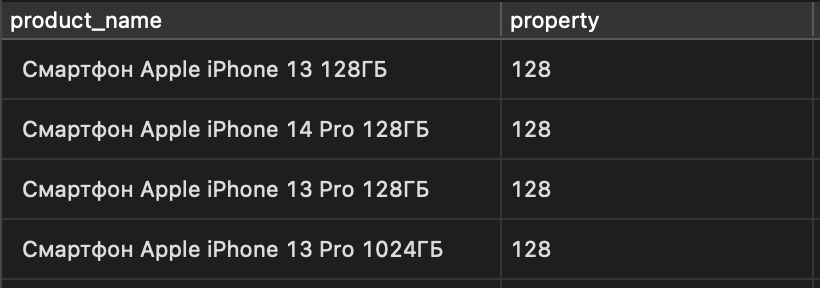 product_name property
Смартфон Apple iPhone 13 128ГБ 128
Смартфон Apple iPhone 14 Pro 128ГБ 128
Смартфон Apple iPhone 13 Pro 128ГБ 128
Смартфон Apple iPhone 13 Pro 1024ГБ 128